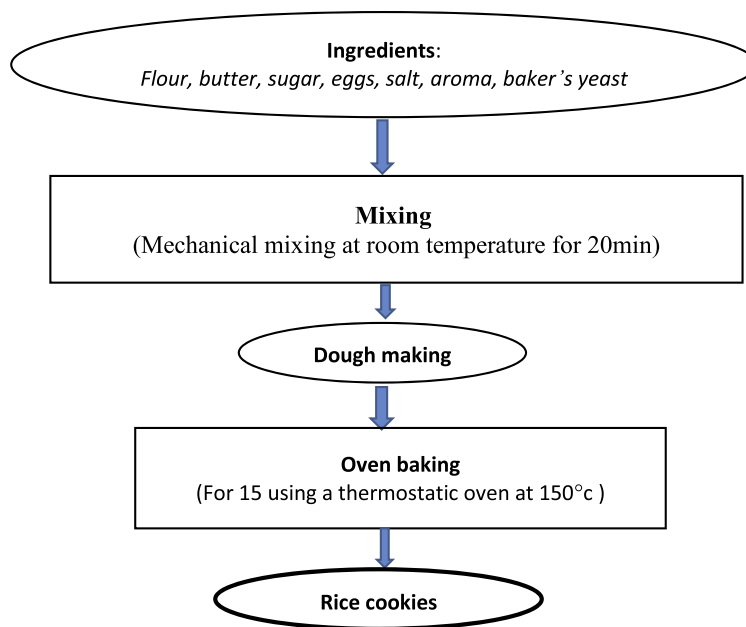 Ingredients:
Flour, butter, sugar, eggs, salt, aroma, baker’s yeast
Mixing
(Mechanical mixing at room temperature for 20min)
Dough making
Oven baking
(For 15 using a thermostatic oven at 150°c )
Rice cookies